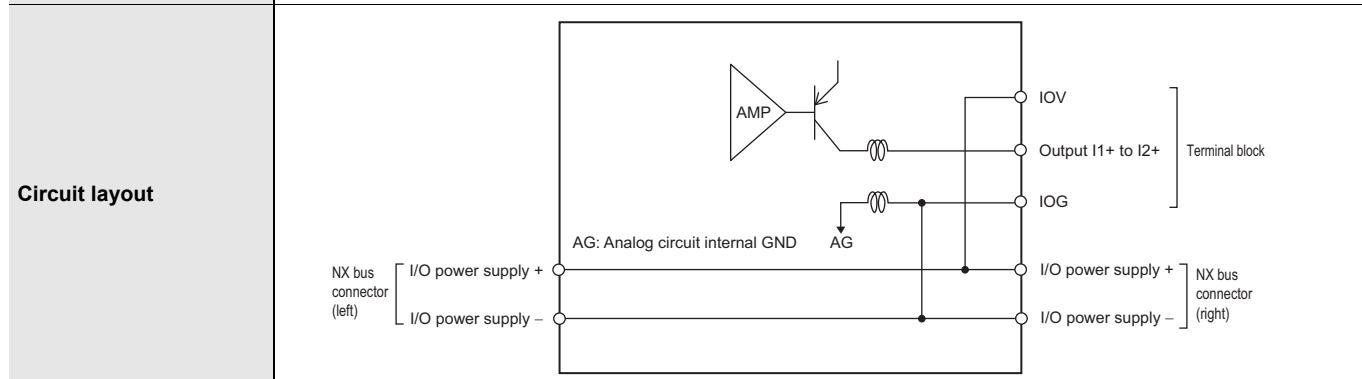 Circuit layout
AMP
IOV
Output I1+ to I2+
Terminal block
IOG
AG: Analog circuit internal GND
AG
NX bus
connector
(left)
I/O power supply +
I/O power supply –
I/O power supply +
I/O power supply –
NX bus
connector
(right)